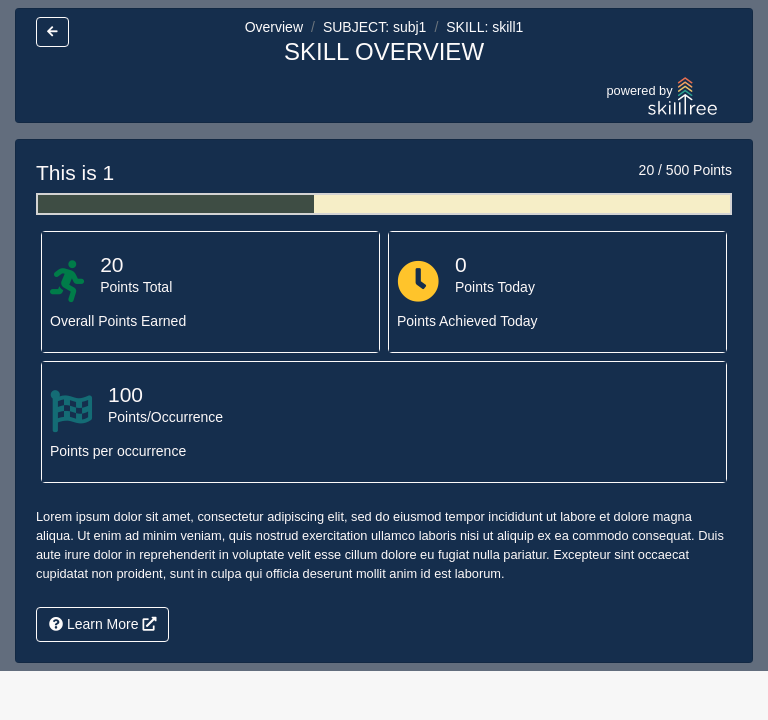 Overview / SUBJECT: subj1 / SKILL: skill1
SKILL OVERVIEW
powered by
skilltree
This is 1
20 / 500 Points
20
Points Total
Overall Points Earned
0
Points Today
Points Achieved Today
100
Points/Occurrence
Points per occurrence
Lorem ipsum dolor sit amet, consectetur adipiscing elit, sed do eiusmod tempor incididunt ut labore et dolore magna
aliqua. Ut enim ad minim veniam, quis nostrud exercitation ullamco laboris nisi ut aliquip ex ea commodo consequat. Duis
aute irure dolor in reprehenderit in voluptate velit esse cillum dolore eu fugiat nulla pariatur. Excepteur sint occaecat
cupidatat non proident, sunt in culpa qui officia deserunt mollit anim id est laborum.
Learn More